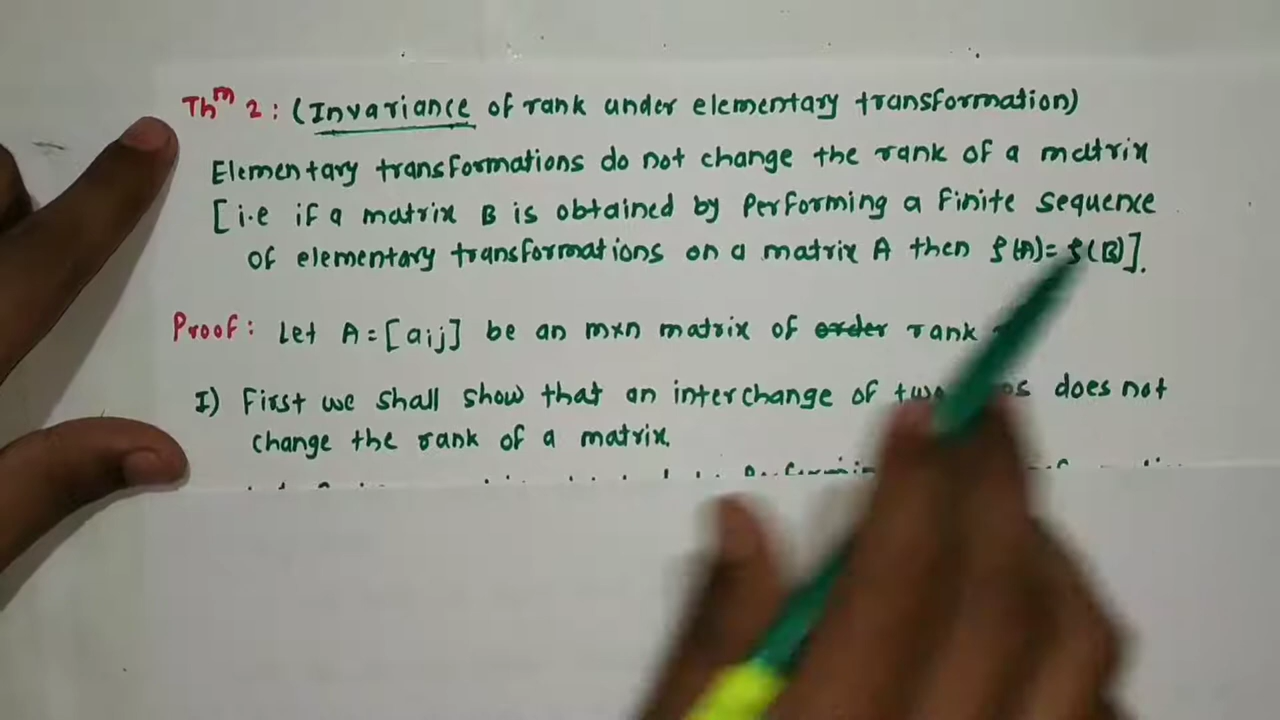 Thm 2 : (Invariance of rank under elementary transformation)
Elementary transformations do not change the rank of a matrix
[i.e if a matrix B is obtained by Performing a Finite sequence
of elementary transformations on a matrix A then ρ(A)= ρ(B)].
Proof: Let A=[aij] be an mxn matrix of order rank
I) First we shall show that an interchange of does not
change the rank of a matrix.